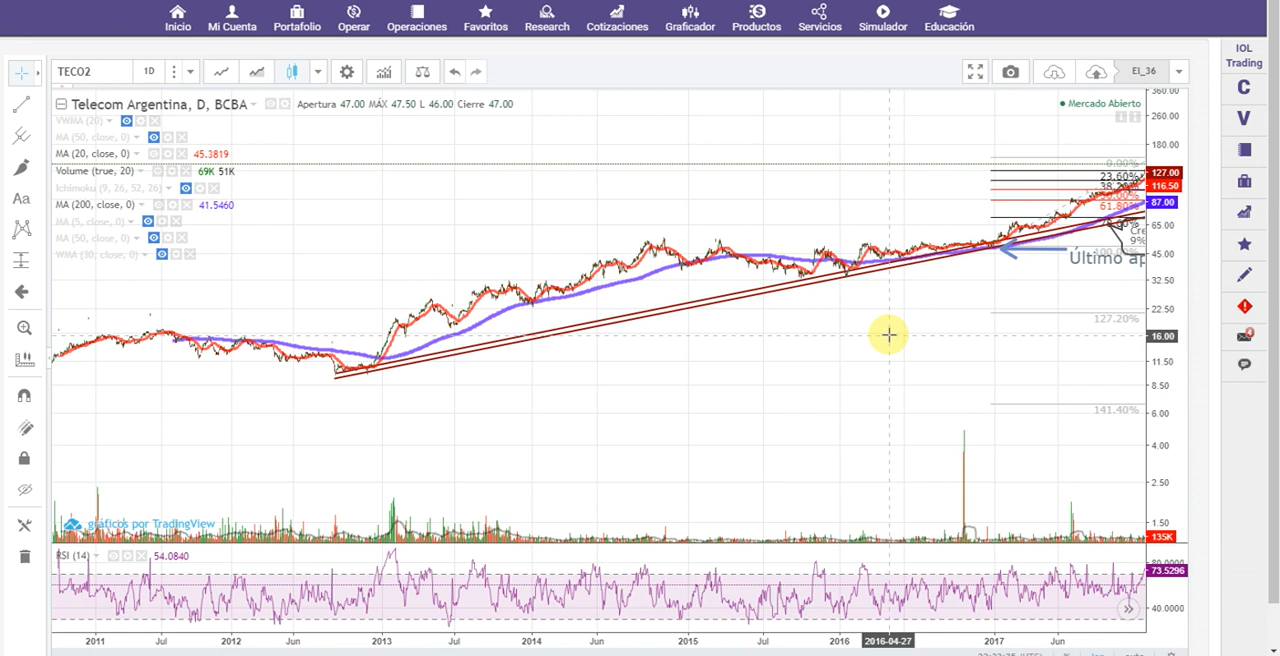 Inicio Mi Cuenta Portafolio Operar Operaciones Favoritos Research Cotizaciones Graficador Productos Servicios Simulador Educación
IOL
Trading
TECO2 1D EI_36
C
V
Telecom Argentina, D, BCBA Apertura 47.00 MÁX 47.50 L 46.00 Cierre 47.00
Mercado Abierto
VWMA (20)
MA (50, close, 0)
MA (20, close, 0) 45.3819
Volume (true, 20) 69K 51K
Ichimoku (9, 26, 52, 26)
MA (200, close, 0) 41.5460
MA (5, close, 0)
MA (50, close, 0)
WMA (30, close, 0)
360.00
260.00
180.00
127.00
116.50
87.00
65.00
45.00
32.50
22.50
16.00
11.50
8.50
6.00
4.00
2.50
1.50
135K
0.00%
23.60%
61.80%
9%
Último ap
127.20%
141.40%
gráficos por TradingView
RSI (14) 54.0840
73.5296
40.0000
2011 Jul 2012 Jun 2013 Jul 2014 Jun 2015 Jul 2016 2016-04-27 2017 Jun